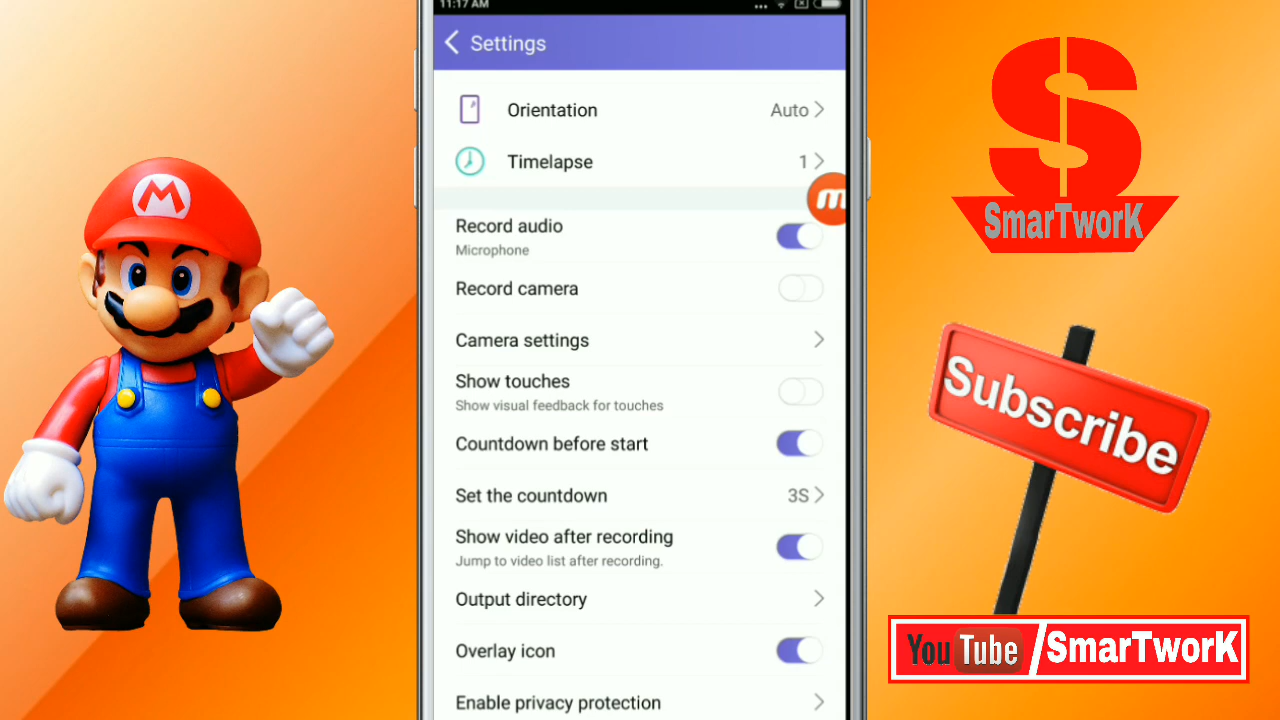 11:17 AM
Settings
Orientation
Auto
Timelapse
1
Record audio
Microphone
Record camera
Camera settings
Show touches
Show visual feedback for touches
Countdown before start
Set the countdown
3S
Show video after recording
Jump to video list after recording.
Output directory
Overlay icon
Enable privacy protection
m
M
S
SmarTworK
Subscribe
YouTube/SmarTworK